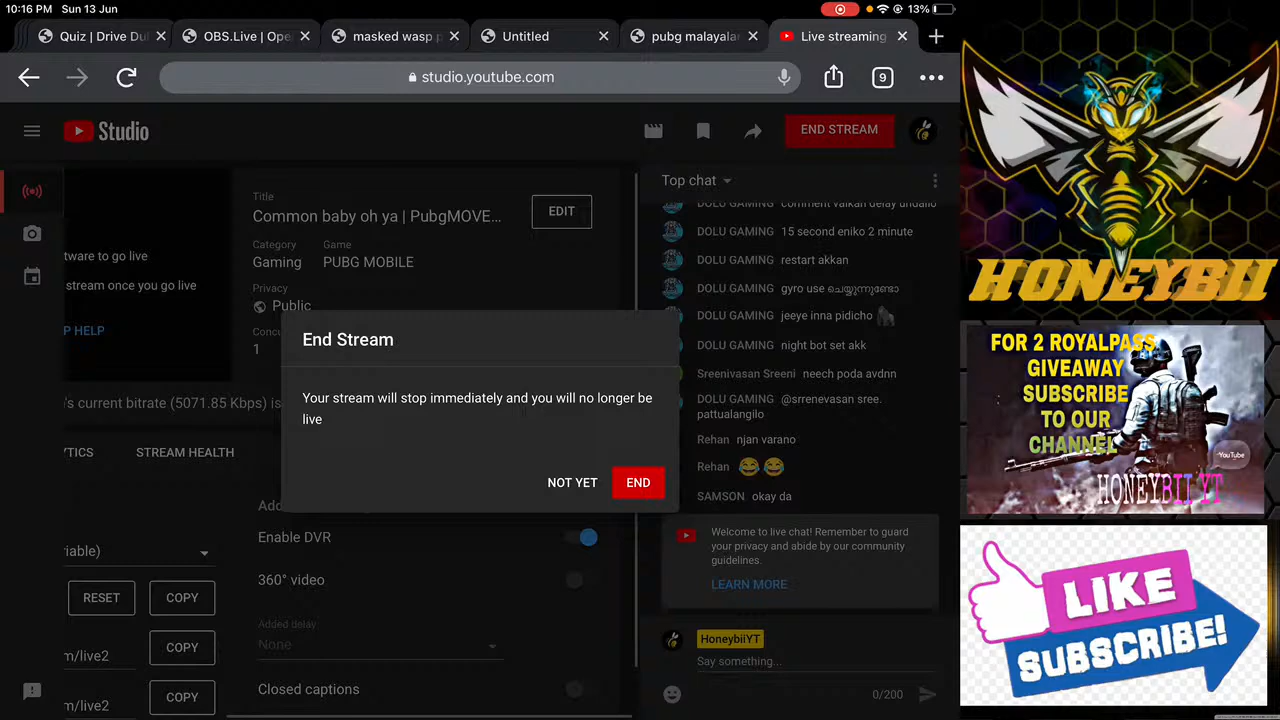 10:16 PM Sun 13 Jun
13%
Quiz | Drive Du
OBS.Live | Ope
masked wasp p
Untitled
pubg malayala
Live streaming
studio.youtube.com
9
Studio
END STREAM
tware to go live
stream once you go live
P HELP
's current bitrate (5071.85 Kbps) is
YTICS
STREAM HEALTH
riable)
RESET
COPY
m/live2
COPY
m/live2
COPY
Title
Common baby oh ya | PubgMOVE...
EDIT
Category
Game
Gaming
PUBG MOBILE
Privacy
Public
Concu
1
End Stream
Your stream will stop immediately and you will no longer be
live
NOT YET
END
Add
Enable DVR
360° video
Added delay
None
Closed captions
Top chat
DOLU GAMING comment vaikan delay undallo
DOLU GAMING 15 second eniko 2 minute
DOLU GAMING restart akkan
DOLU GAMING gyro use ചെയ്യുന്നുണ്ടോ
DOLU GAMING jeeye inna pidicho
DOLU GAMING night bot set akk
Sreenivasan Sreeni neech poda avdnn
DOLU GAMING @srrenevasan sree.
pattualangilo
Rehan njan varano
Rehan
SAMSON okay da
Welcome to live chat! Remember to guard
your privacy and abide by our community
guidelines.
LEARN MORE
HoneybiiYT
Say something...
0/200
HONEYBII
FOR 2 ROYALPASS
GIVEAWAY
SUBSCRIBE
TO OUR
CHANNEL
YouTube
HONEYBII YT
LIKE
SUBSCRIBE!